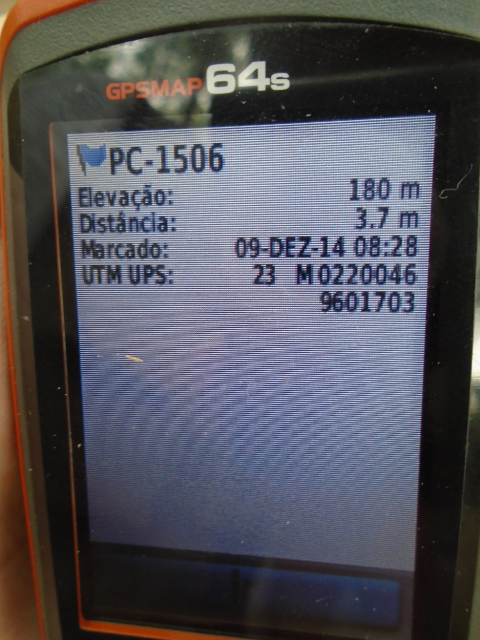 GPSMAP 64s
PC-1506
Elevação: 180 m
Distância: 3.7 m
Marcado: 09-DEZ-14 08:28
UTM UPS: 23 M 0220046
9601703